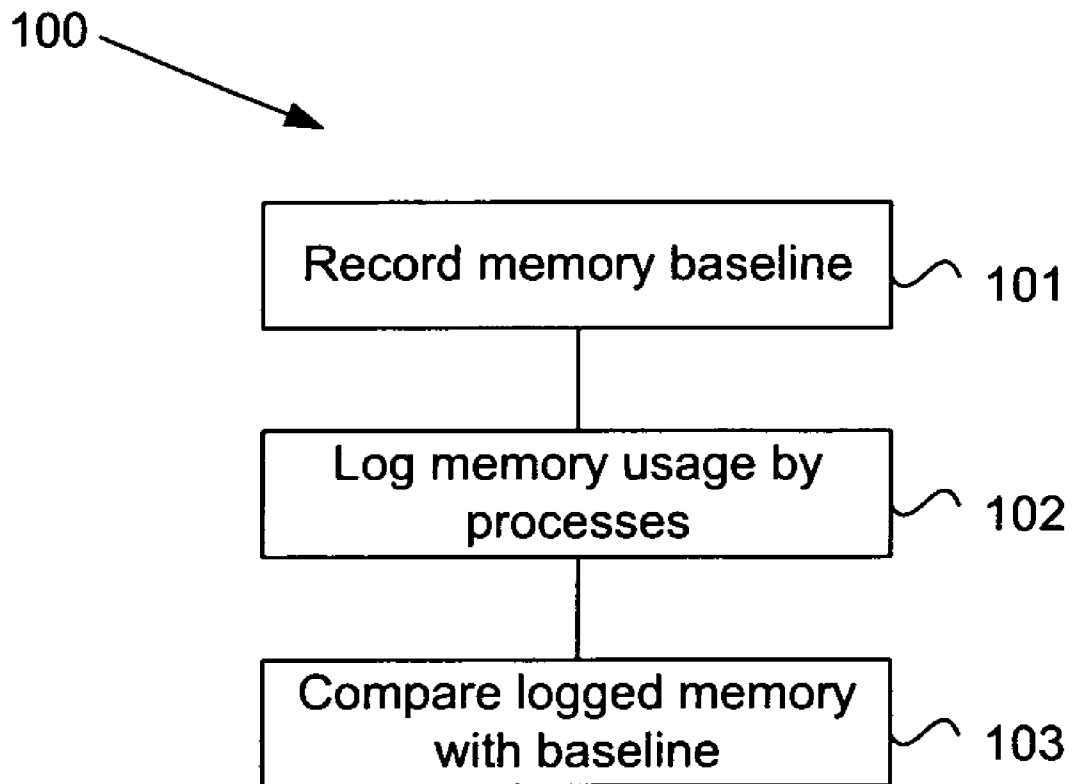 100
Record memory baseline
101
Log memory usage by
processes
102
Compare logged memory
with baseline
103